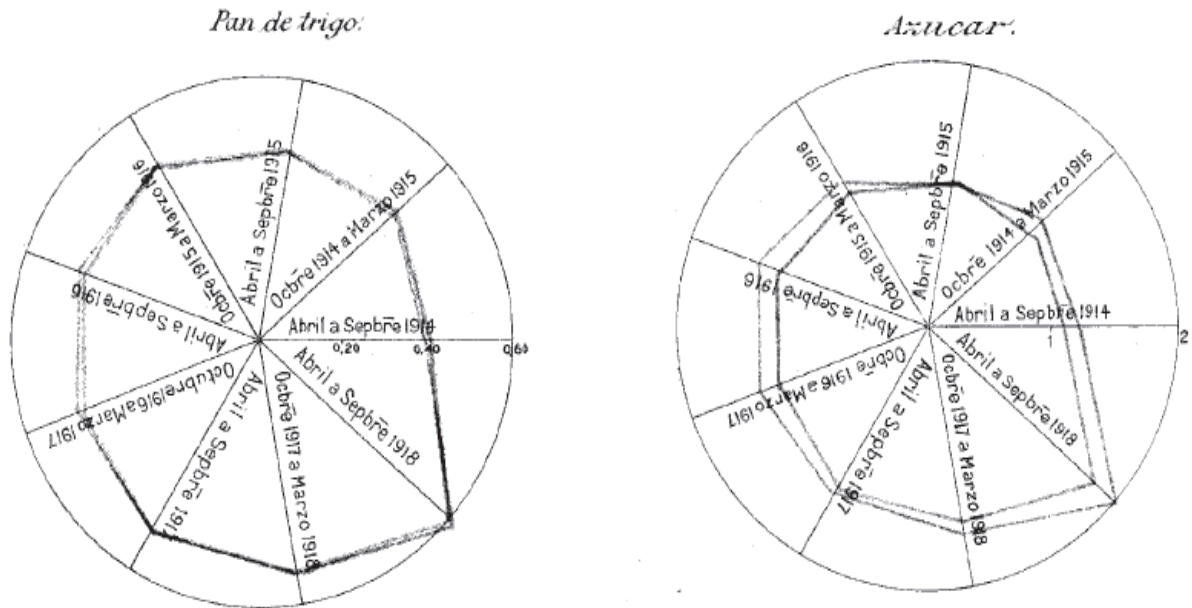 Pan de trigo.
Abril a Sepbre 1914
0,20
0,40
0,60
Ocbre 1914 a Marzo 1915
Abril a Sepbre 1915
Ocbre 1915 a Marzo 1916
Abril a Sepbre 1916
Octubre 1916 a Marzo 1917
Abril a Sepbre 1917
Ocbre 1917 a Marzo 1918
Abril a Sepbre 1918
Azucar.
Abril a Sepbre 1914
1
2
Ocbre 1914 a Marzo 1915
Abril a Sepbre 1915
Ocbre 1915 a Marzo 1916
Abril a Sepbre 1916
Ocbre 1916 a Marzo 1917
Abril a Sepbre 1917
Ocbre 1917 a Marzo 1918
Abril a Sepbre 1918